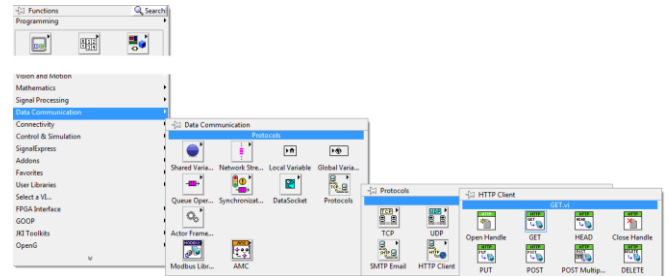 Functions
Search
Programming
Vision and Motion
Mathematics
Signal Processing
Data Communication
Connectivity
Control & Simulation
SignalExpress
Addons
Favorites
User Libraries
Select a VI...
FPGA Interface
GOOP
JKI Toolkits
OpenG
Data Communication
Protocols
Shared Varia... Network Stre... Local Variable Global Varia...
Queue Oper... Synchronizat... DataSocket Protocols
Actor Frame...
Modbus Libr... AMC
Protocols
TCP UDP
SMTP Email HTTP Client
HTTP Client
GET.vi
Open Handle GET HEAD Close Handle
PUT POST POST Multip... DELETE